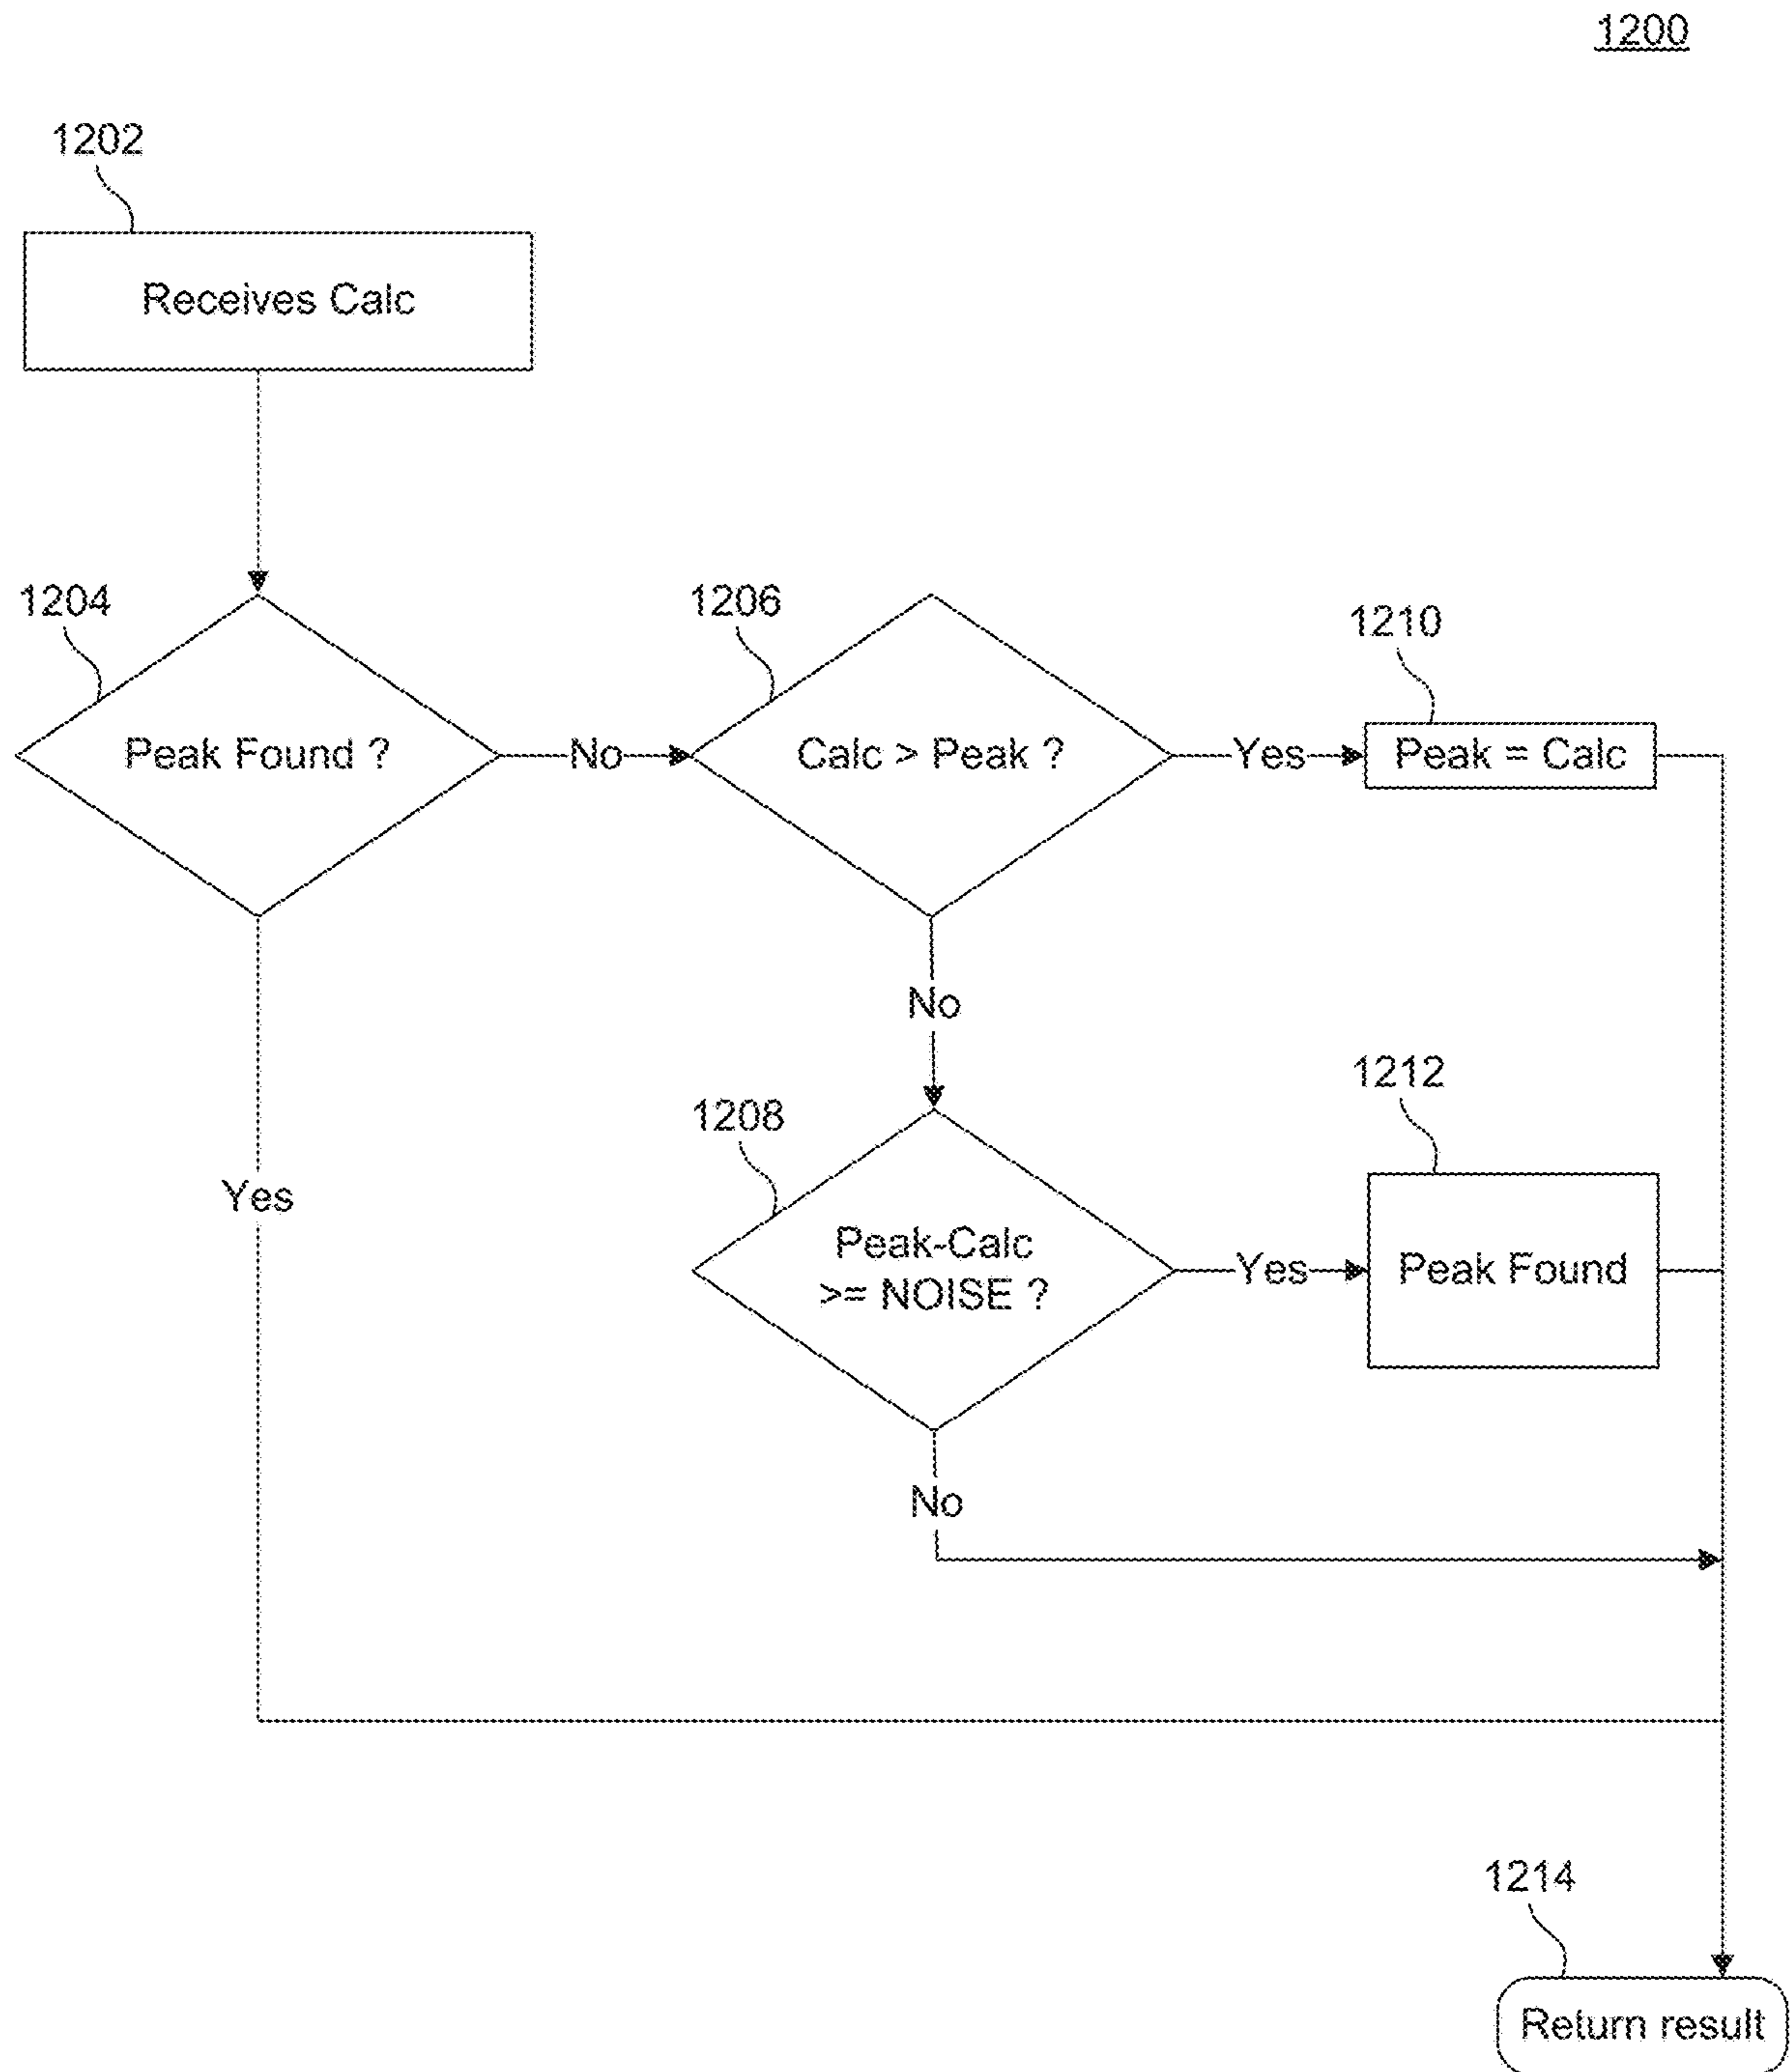 1200
1202
Receives Calc
1204
1206
1210
Peak Found ?
No
Calc > Peak ?
Yes
Peak = Calc
No
1212
1208
Yes
Peak-Calc
>= NOISE ?
Yes
Peak Found
No
1214
Return result